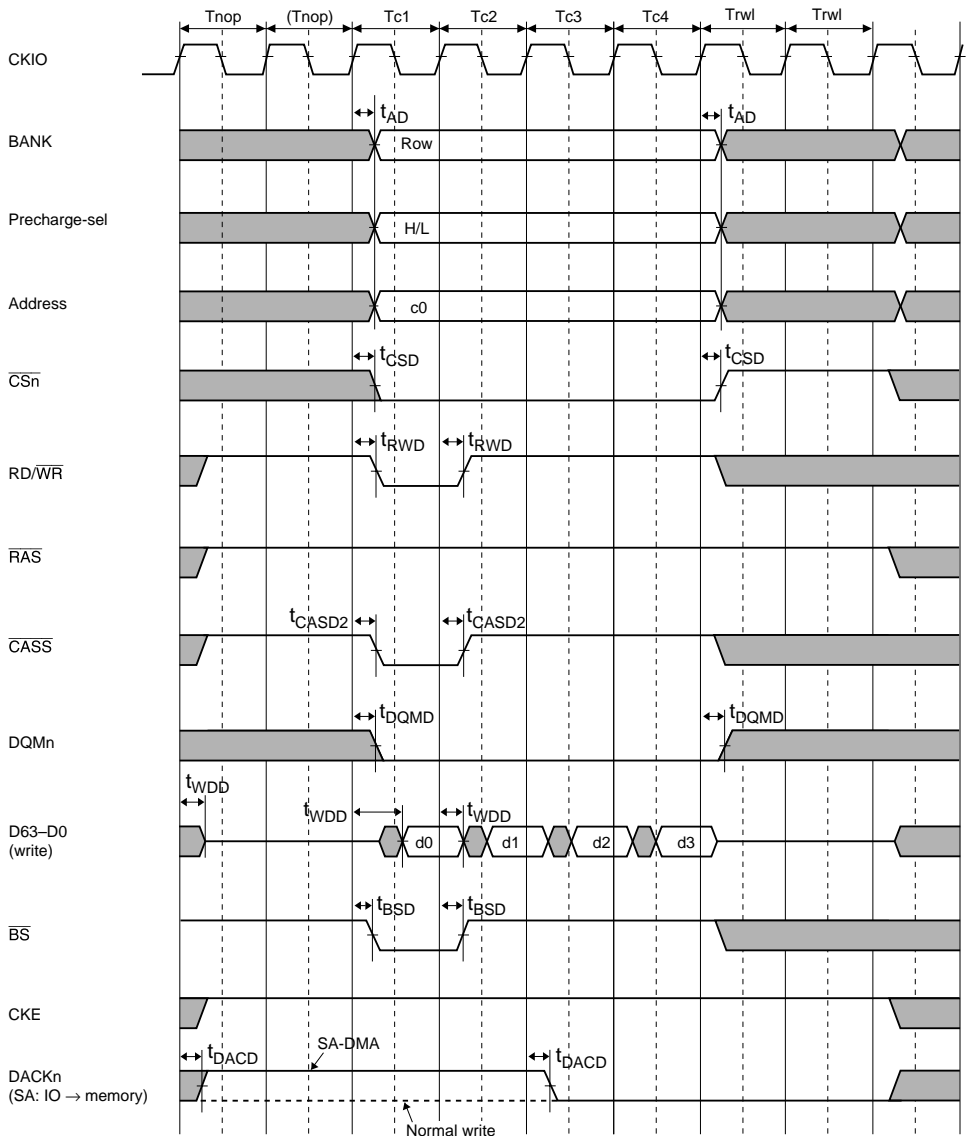 Tnop (Tnop) Tc1 Tc2 Tc3 Tc4 Trwl Trwl
CKIO
tAD tAD
BANK Row
Precharge-sel H/L
Address c0
tCSD tCSD
CSn
tRWD tRWD
RD/WR
RAS
tCASD2 tCASD2
CASS
tDQMD tDQMD
DQMn
tWDD tWDD tWDD
D63–D0 d0 d1 d2 d3
(write)
tBSD tBSD
BS
CKE
SA-DMA
tDACD tDACD
DACKn
(SA: IO → memory)
Normal write